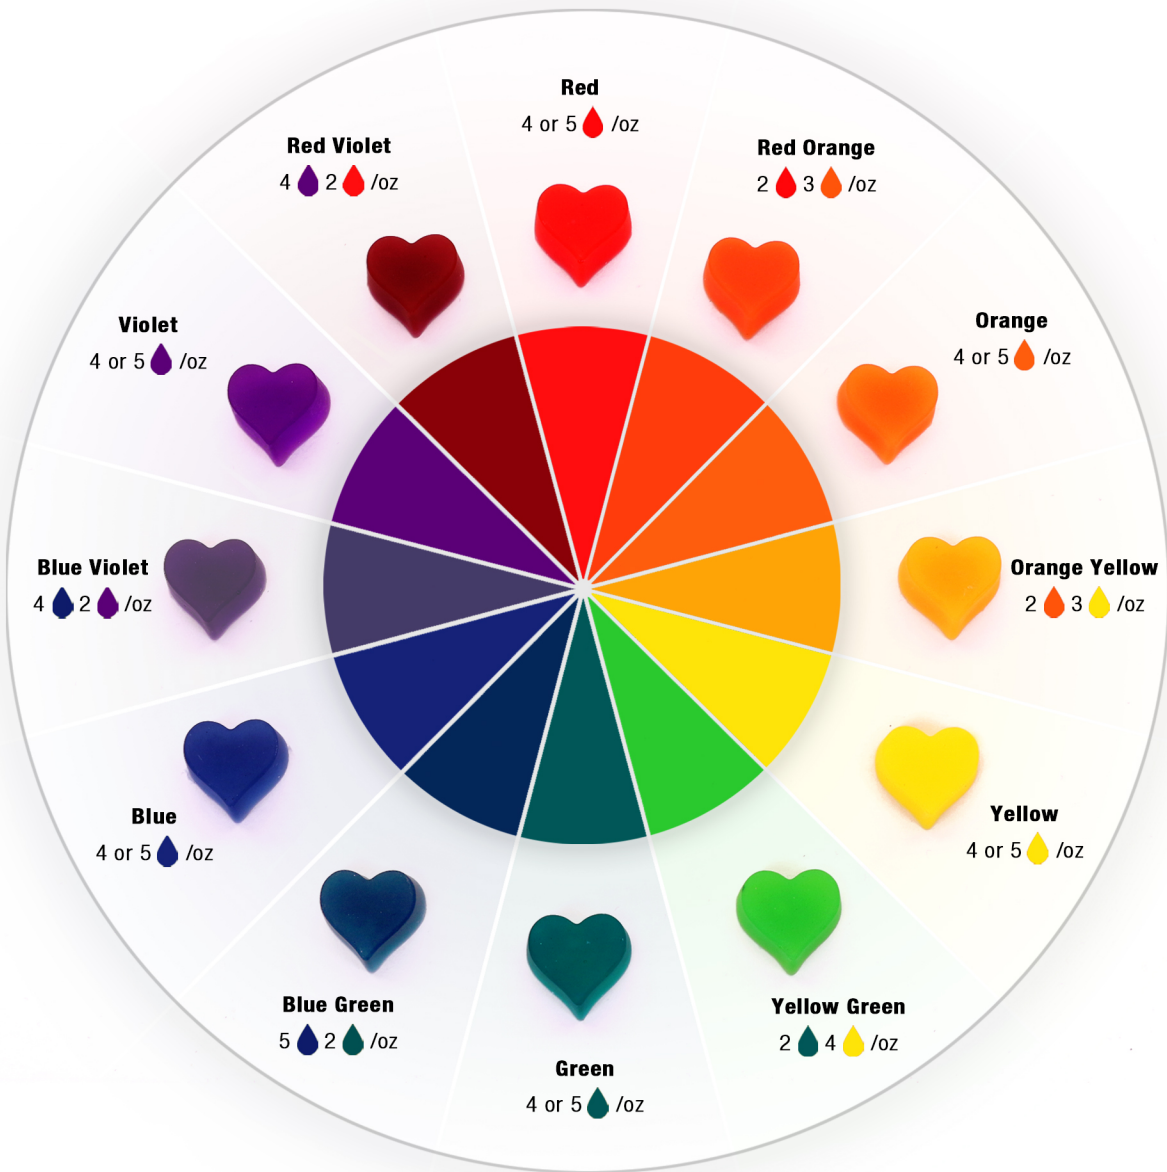 Red
4 or 5 /oz
Red Orange
2 3 /oz
Orange
4 or 5 /oz
Orange Yellow
2 3 /oz
Yellow
4 or 5 /oz
Yellow Green
2 4 /oz
Green
4 or 5 /oz
Blue Green
5 2 /oz
Blue
4 or 5 /oz
Blue Violet
4 2 /oz
Violet
4 or 5 /oz
Red Violet
4 2 /oz